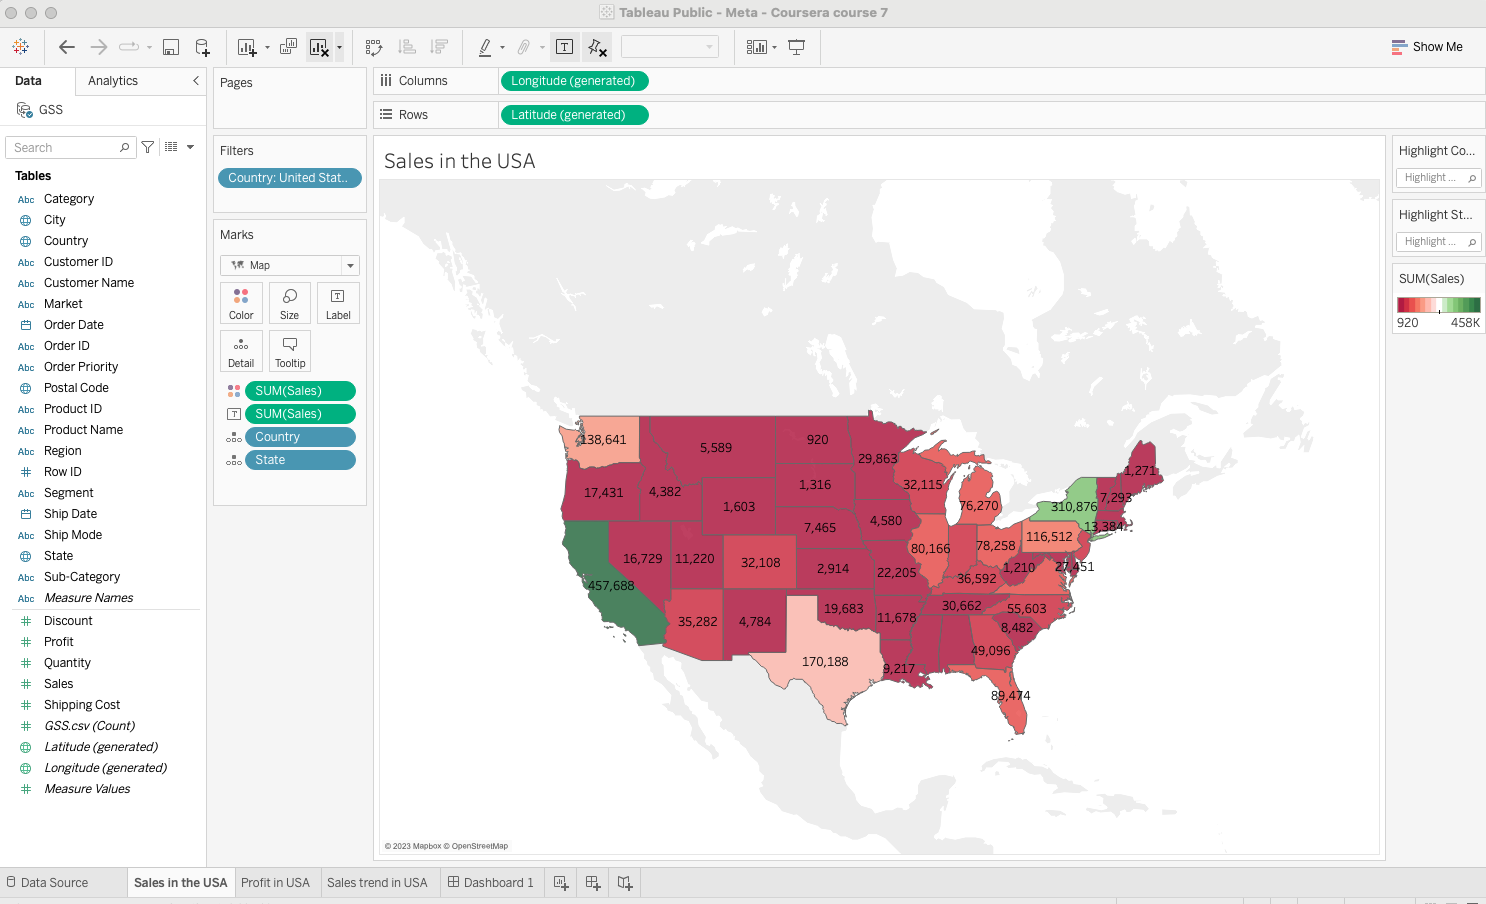 Tableau Public - Meta - Coursera course 7
Show Me
Data
Analytics
GSS
Search
Tables
Abc Category
City
Country
Abc Customer ID
Abc Customer Name
Abc Market
Order Date
Abc Order ID
Abc Order Priority
Postal Code
Abc Product ID
Abc Product Name
Abc Region
# Row ID
Abc Segment
Ship Date
Abc Ship Mode
State
Abc Sub-Category
Abc Measure Names
# Discount
# Profit
# Quantity
# Sales
# Shipping Cost
# GSS.csv (Count)
Latitude (generated)
Longitude (generated)
# Measure Values
Pages
Filters
Country: United Stat..
Marks
Map
Color
Size
Label
Detail
Tooltip
SUM(Sales)
SUM(Sales)
Country
State
Columns
Longitude (generated)
Rows
Latitude (generated)
Sales in the USA
138,641
5,589
920
29,863
1,271
17,431
4,382
1,603
1,316
32,115
76,270
310,876
7,293
7,465
4,580
13,384
457,688
16,729
11,220
32,108
2,914
22,205
80,166
78,258
116,512
36,592
1,210
27,451
35,282
4,784
19,683
11,678
30,662
55,603
8,482
170,188
9,217
49,096
89,474
© 2023 Mapbox © OpenStreetMap
Highlight Co...
Highlight ...
Highlight St...
Highlight ...
SUM(Sales)
920
458K
Data Source
Sales in the USA
Profit in USA
Sales trend in USA
Dashboard 1